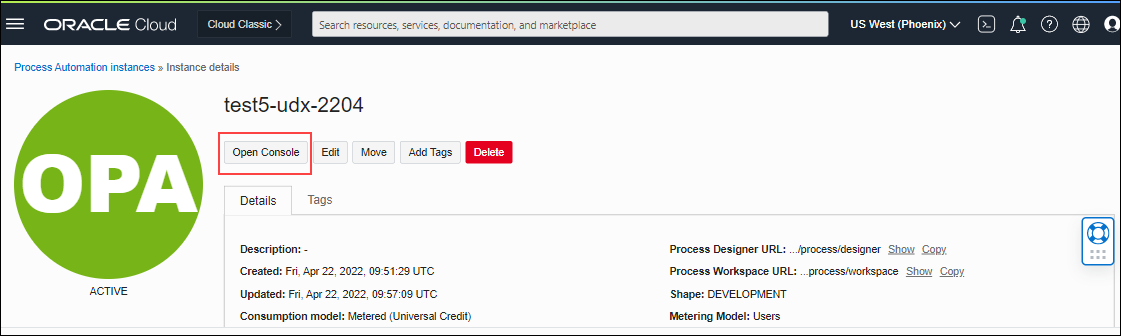 ORACLE Cloud
Cloud Classic >
Search resources, services, documentation, and marketplace
US West (Phoenix)
Process Automation instances » Instance details
OPA
ACTIVE
test5-udx-2204
Open Console
Edit
Move
Add Tags
Delete
Details
Tags
Description: -
Created: Fri, Apr 22, 2022, 09:51:29 UTC
Updated: Fri, Apr 22, 2022, 09:57:09 UTC
Consumption model: Metered (Universal Credit)
Process Designer URL: .../process/designer Show Copy
Process Workspace URL: ...process/workspace Show Copy
Shape: DEVELOPMENT
Metering Model: Users